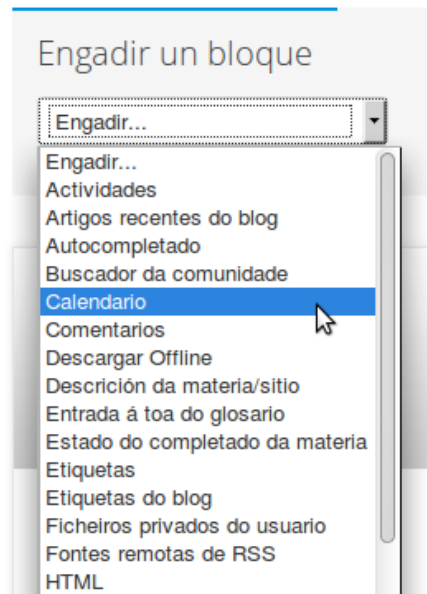 Engadir un bloque
Engadir...
Engadir...
Actividades
Artigos recentes do blog
Autocompletado
Buscador da comunidade
Calendario
Comentarios
Descargar Offline
Descrición da materia/sitio
Entrada á toa do glosario
Estado do completado da materia
Etiquetas
Etiquetas do blog
Ficheiros privados do usuario
Fontes remotas de RSS
HTML